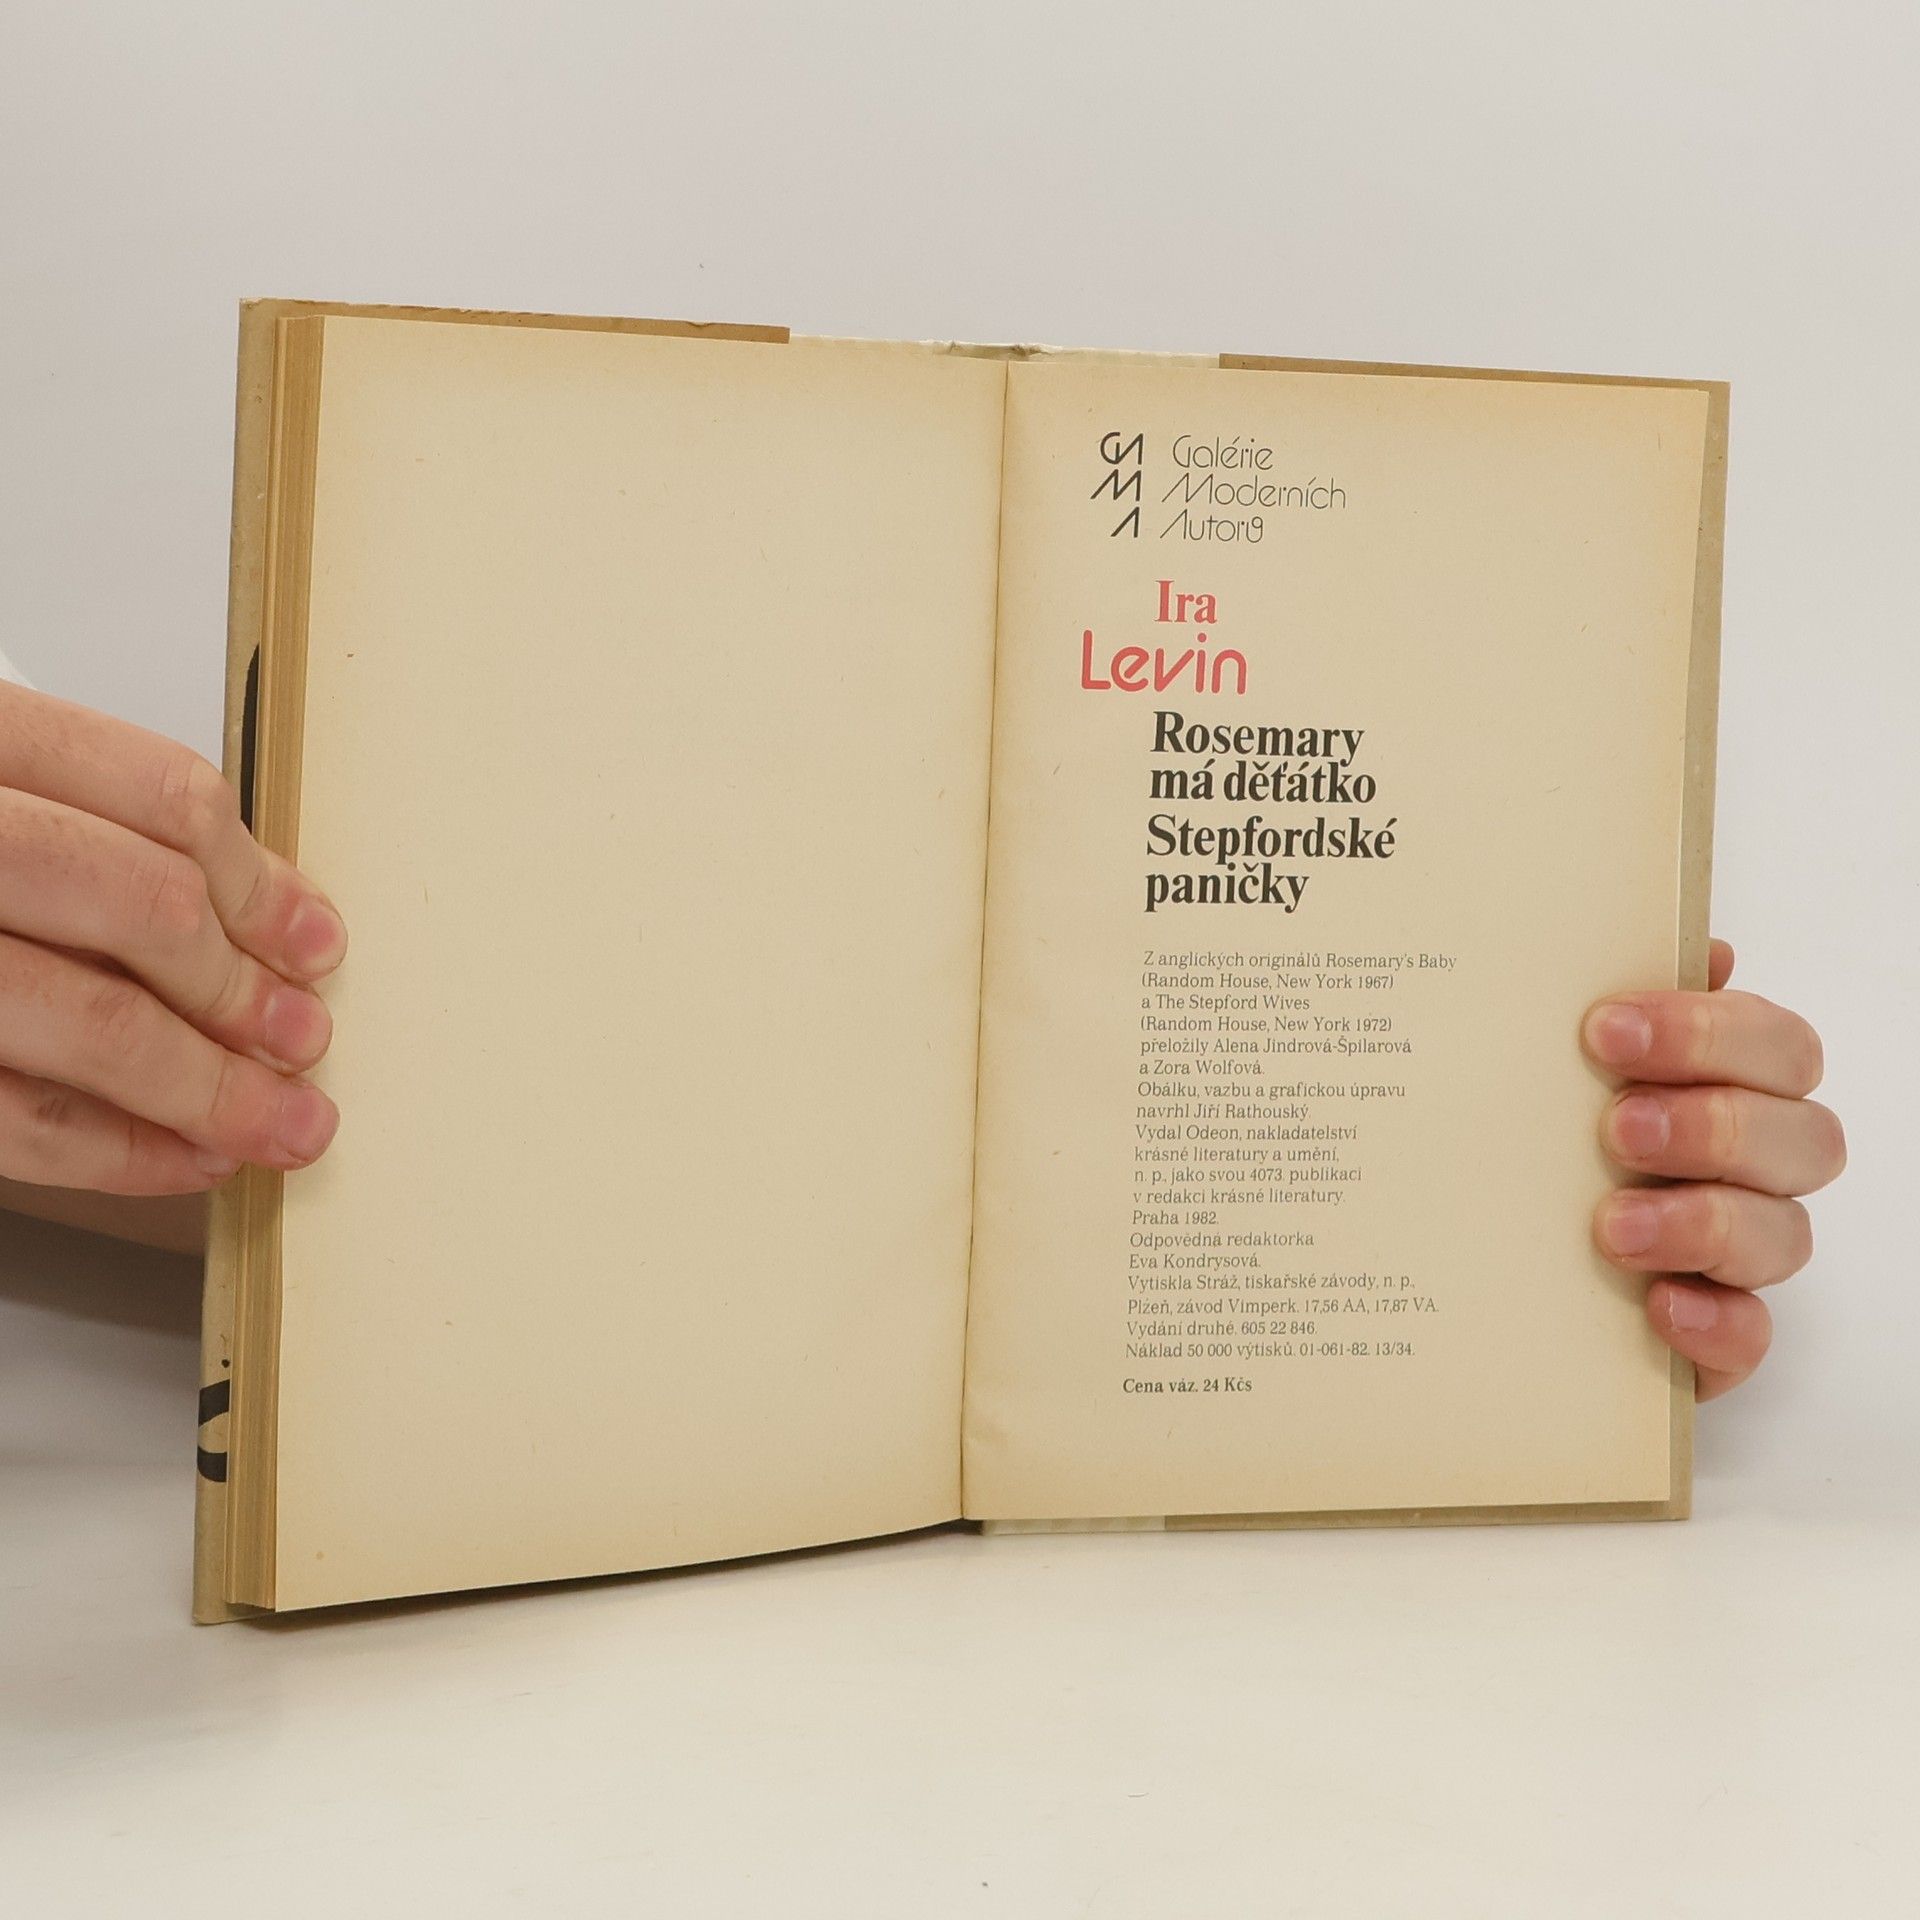 GMA Galérie
Moderních
Autorů
Ira
Levin
Rosemary
má děťátko
Stepfordské
paničky
Z anglických originálů Rosemary's Baby
(Random House, New York 1967)
a The Stepford Wives
(Random House, New York 1972)
přeložily Alena Jindrová-Špilarová
a Zora Wolfová.
Obálku, vazbu a grafickou úpravu
navrhl Jiří Rathouský.
Vydal Odeon, nakladatelství
krásné literatury a umění,
n. p., jako svou 4073. publikaci
v redakci krásné literatury.
Praha 1982.
Odpovědná redaktorka
Eva Kondrysová.
Vytiskla Stráž, tiskařské závody, n. p.,
Plzeň, závod Vimperk. 17,56 AA, 17,87 VA.
Vydání druhé. 605 22 846.
Náklad 50 000 výtisků. 01-061-82. 13/34.
Cena váz. 24 Kčs